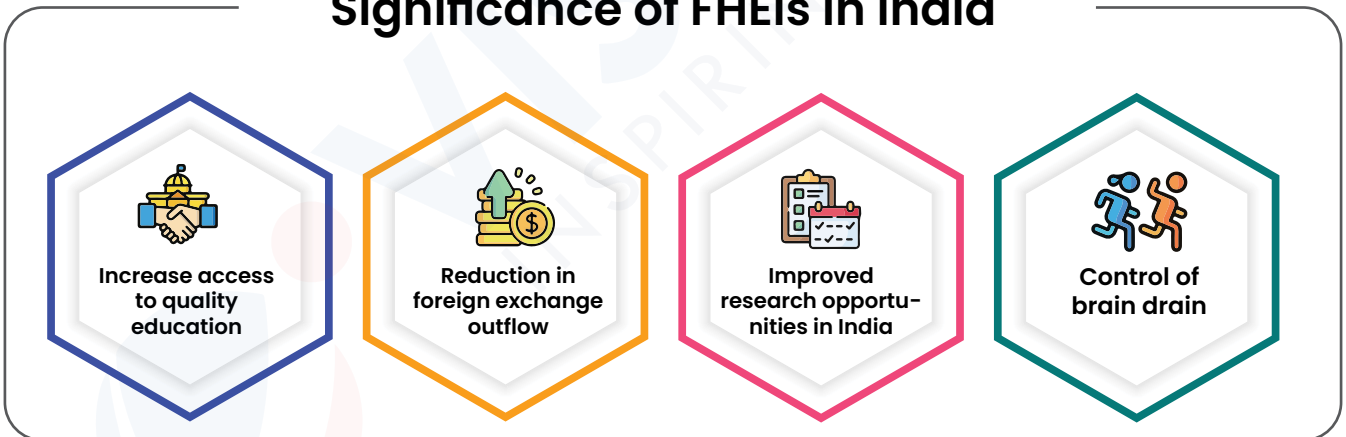 Significance of FHEIs in India
Increase access
to quality
education
Reduction in
foreign exchange
outflow
Improved
research opportu-
nities in India
Control of
brain drain